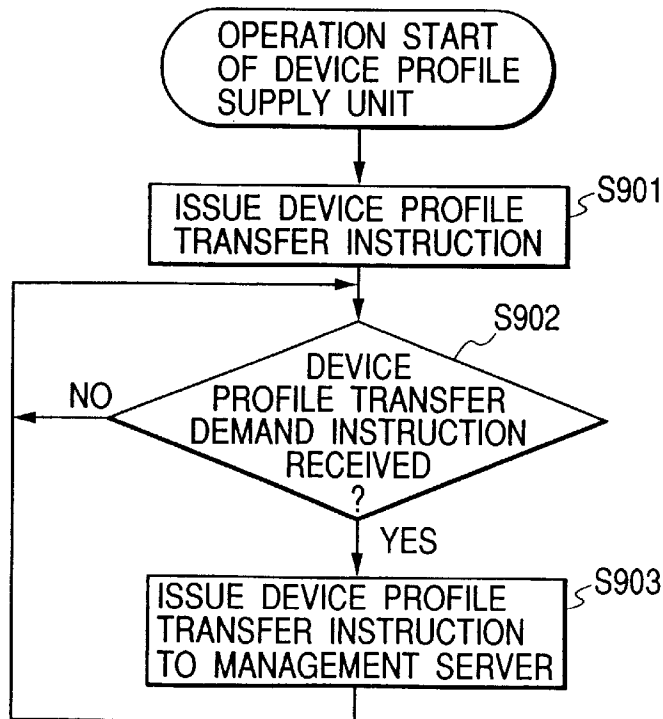 OPERATION START
OF DEVICE PROFILE
SUPPLY UNIT
S901
ISSUE DEVICE PROFILE
TRANSFER INSTRUCTION
S902
DEVICE
PROFILE TRANSFER
DEMAND INSTRUCTION
RECEIVED
?
NO
YES
S903
ISSUE DEVICE PROFILE
TRANSFER INSTRUCTION
TO MANAGEMENT SERVER